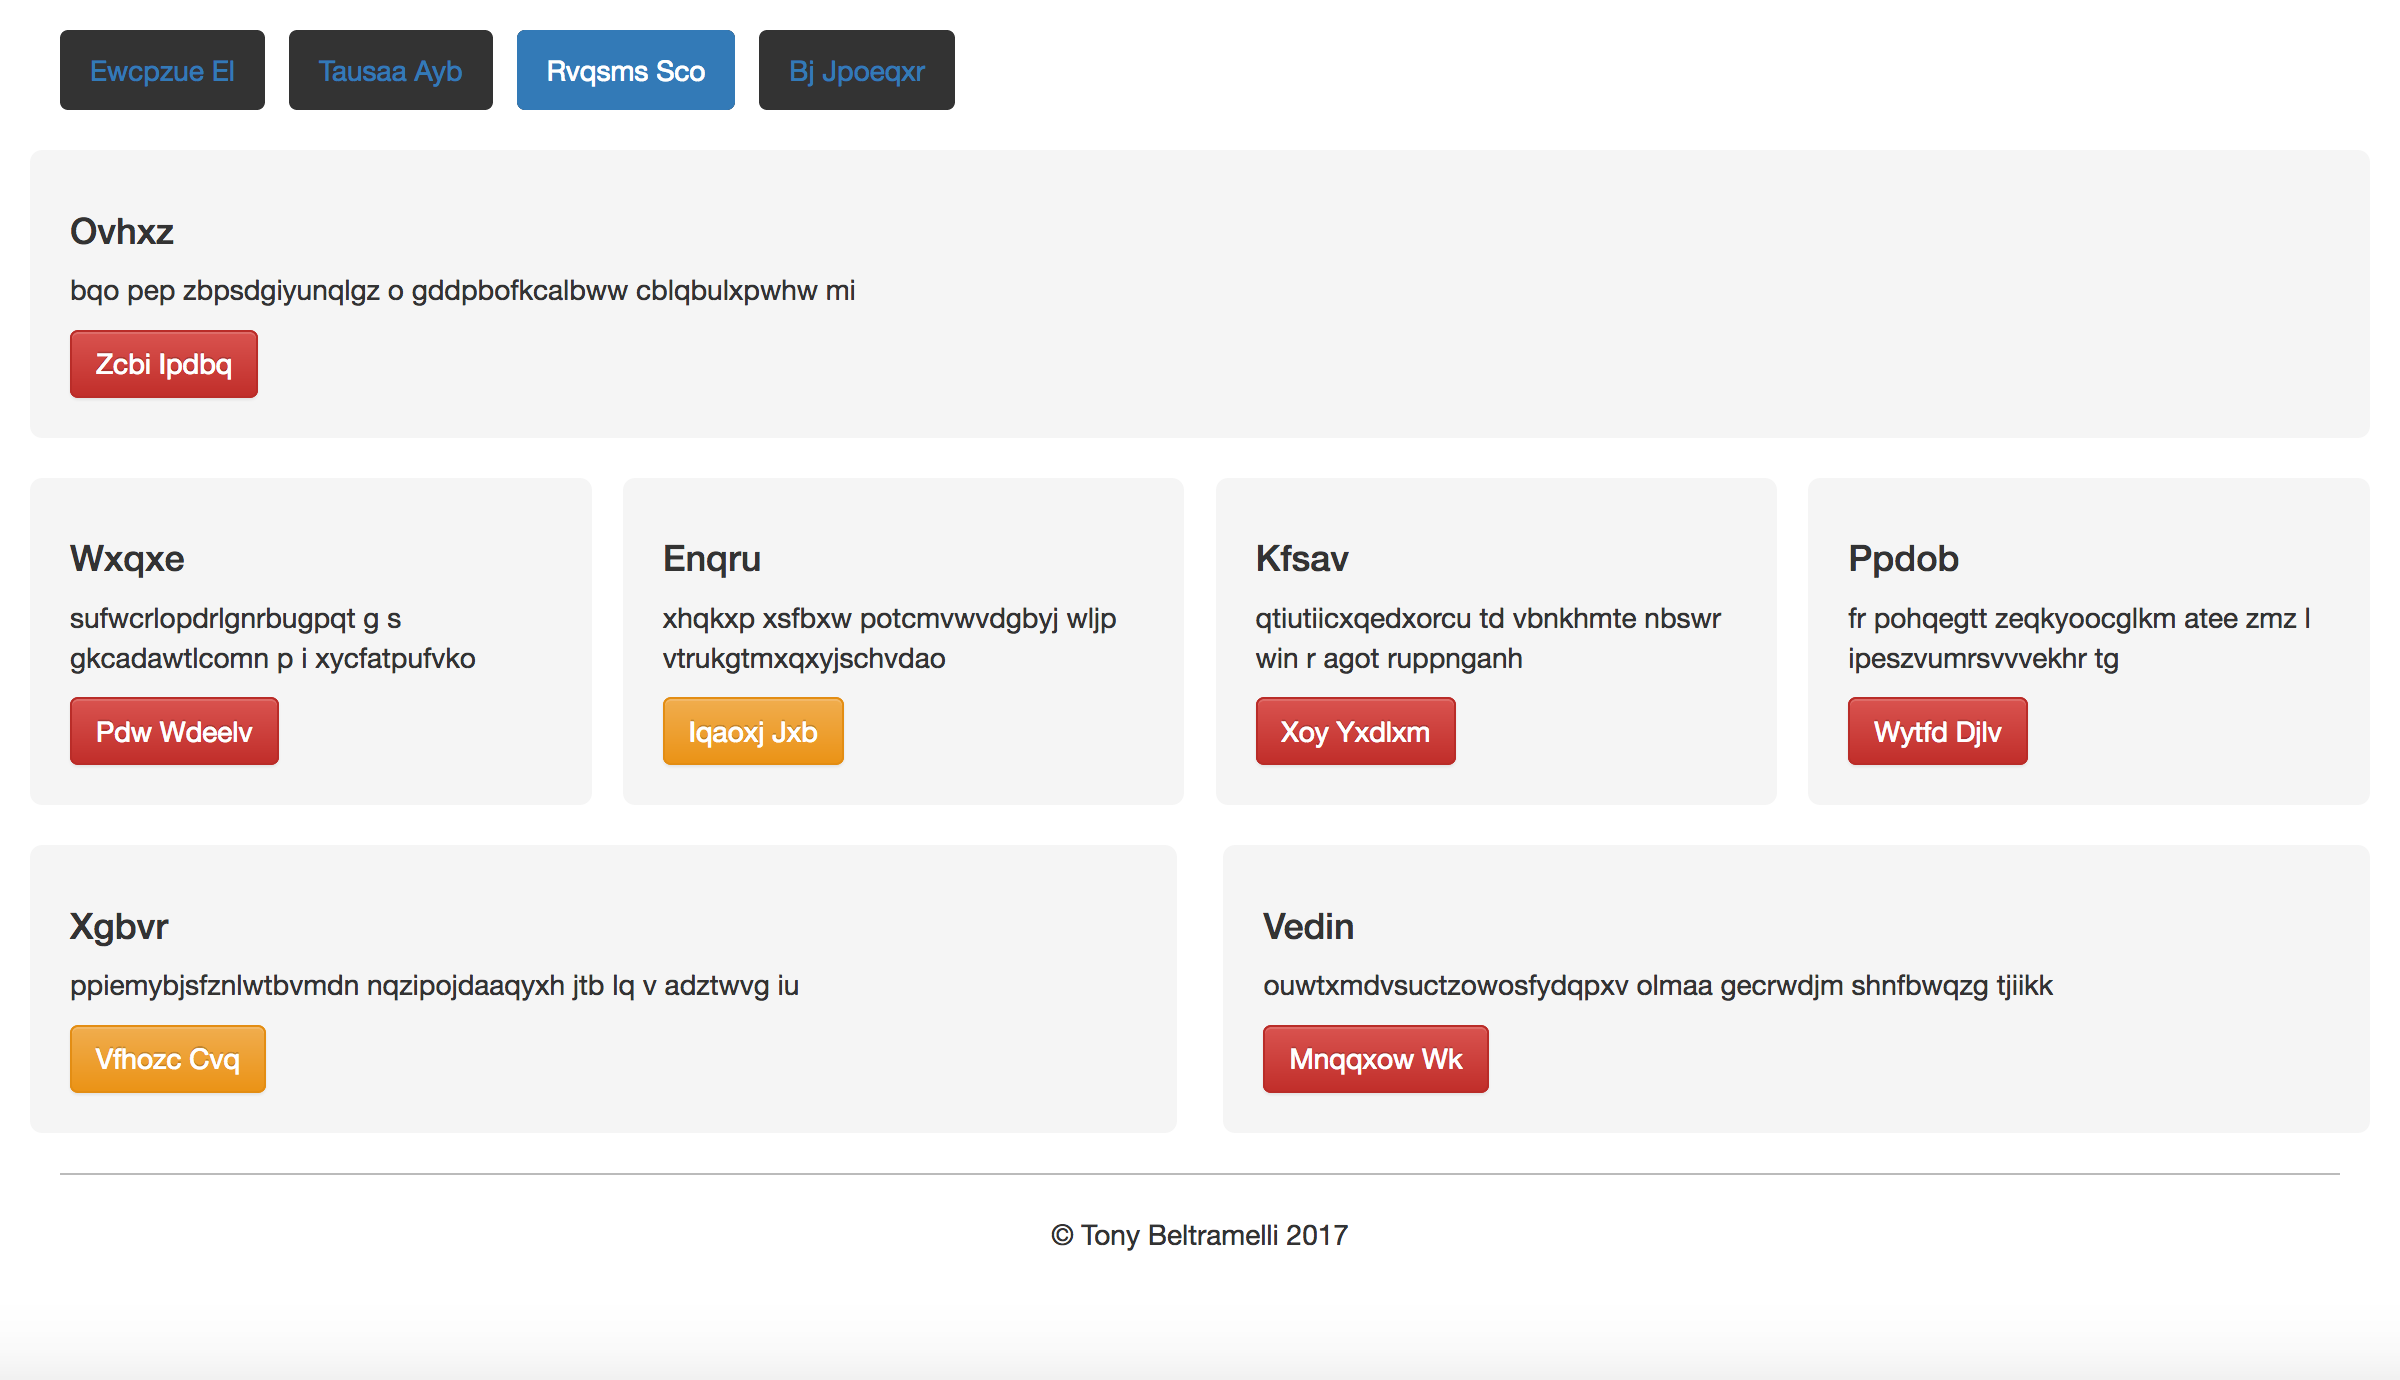 Ewcpzue El
Tausaa Ayb
Rvqsms Sco
Bj Jpoeqxr
Ovhxz
bqo pep zbpsdgiyunqlgz o gddpbofkcalbww cblqbulxpwhw mi
Zcbi Ipdbq
Wxqxe
sufwcrlopdrlgnrbugpqt g s
gkcadawtlcomn p i xycfatpufvko
Pdw Wdeelv
Enqru
xhqkxp xsfbxw potcmvwvdgbyj wljp
vtrukgtmxqxyjschvdao
Iqaoxj Jxb
Kfsav
qtiutiicxqedxorcu td vbnkhmte nbswr
win r agot ruppnganh
Xoy Yxdlxm
Ppdob
fr pohqegtt zeqkyoocglkm atee zmz l
ipeszvumrsvvvekhr tg
Wytfd Djlv
Xgbvr
ppiemybjsfznlwtbvmdn nqzipojdaaqyxh jtb lq v adztwvg iu
Vfhozc Cvq
Vedin
ouwtxmdvsuctzowosfydqpxv olmaa gecrwdjm shnfbwqzg tjiikk
Mnqqxow Wk
© Tony Beltramelli 2017